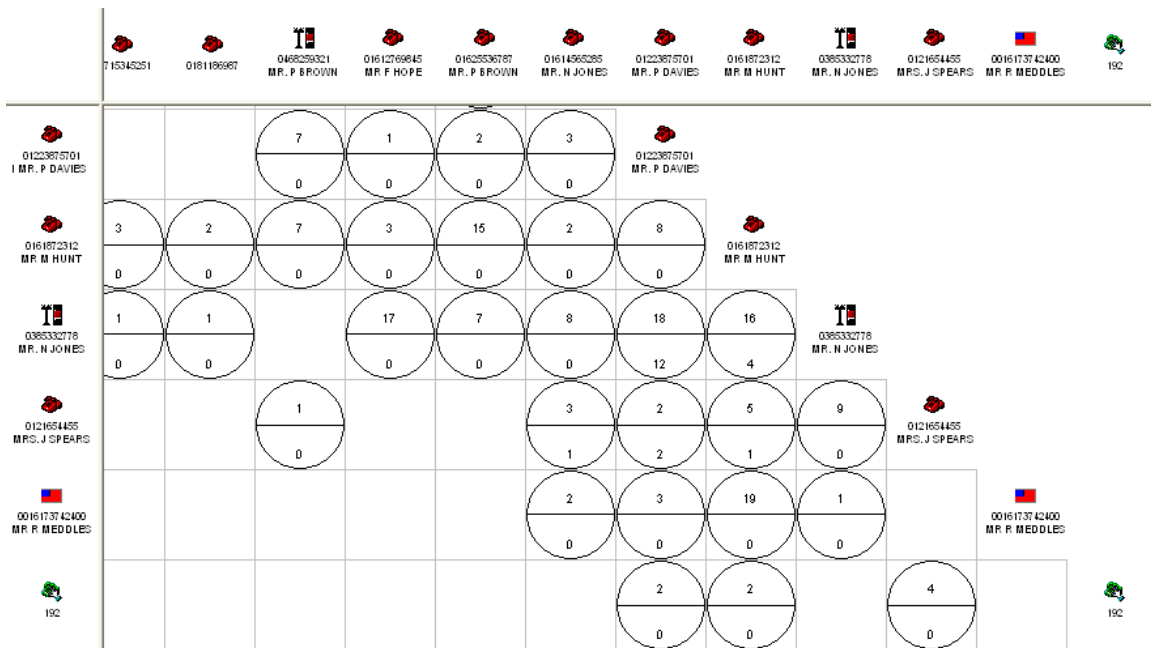 715345251 0181186987 0468259321 01612769845 01625536787 01614565285 01223875701 0161872312 0385332778 0121654455 0016173742400 192
MR. P BROWN MR F HOPE MR. P BROWN MR. N JONES MR. P DAVIES MR M HUNT MR. N JONES MRS. J SPEARS MR R MEDDLES
7 1 2 3
01223875701 01223875701
I MR. P DAVIES MR. P DAVIES
0 0 0 0
3 2 7 3 15 2 8
0161872312 0161872312
MR M HUNT MR M HUNT
0 0 0 0 0 0 0
1 1 17 7 8 18 16
0385332778 0385332778
MR. N JONES MR. N JONES
0 0 0 0 0 12 4
1 3 2 5 9
0121654455 0121654455
MRS. J SPEARS MRS. J SPEARS
0 1 2 1 0
2 3 19 1
0016173742400 0016173742400
MR R MEDDLES MR R MEDDLES
0 0 0 0
2 2 4
192 192
0 0 0